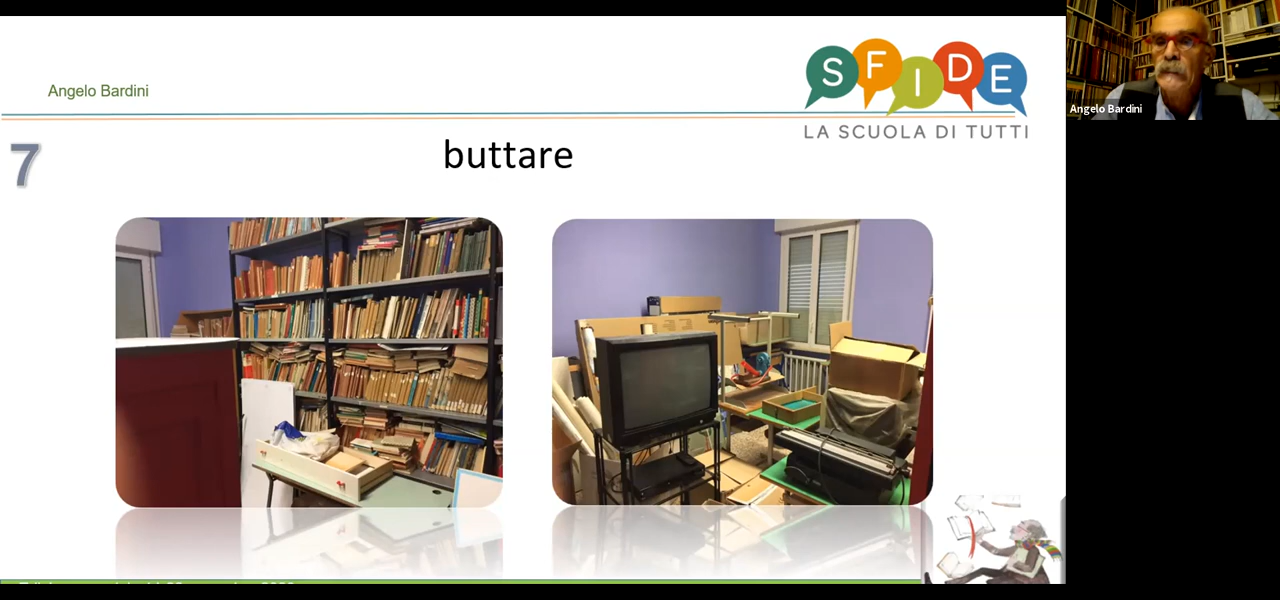 Angelo Bardini
SFIDE
LA SCUOLA DI TUTTI
7
buttare
Angelo Bardini